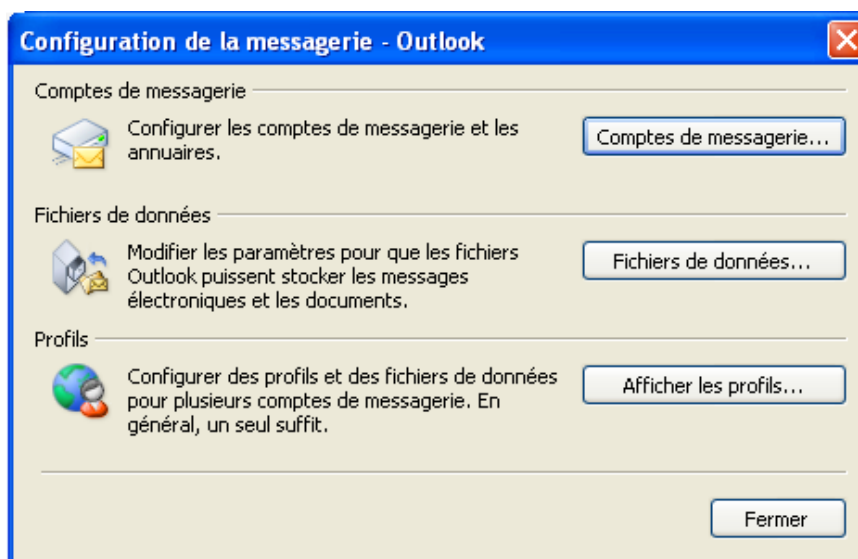 Configuration de la messagerie - Outlook
Comptes de messagerie
Configurer les comptes de messagerie et les
annuaires.
Comptes de messagerie...
Fichiers de données
Modifier les paramètres pour que les fichiers
Outlook puissent stocker les messages
électroniques et les documents.
Fichiers de données...
Profils
Configurer des profils et des fichiers de données
pour plusieurs comptes de messagerie. En
général, un seul suffit.
Afficher les profils...
Fermer